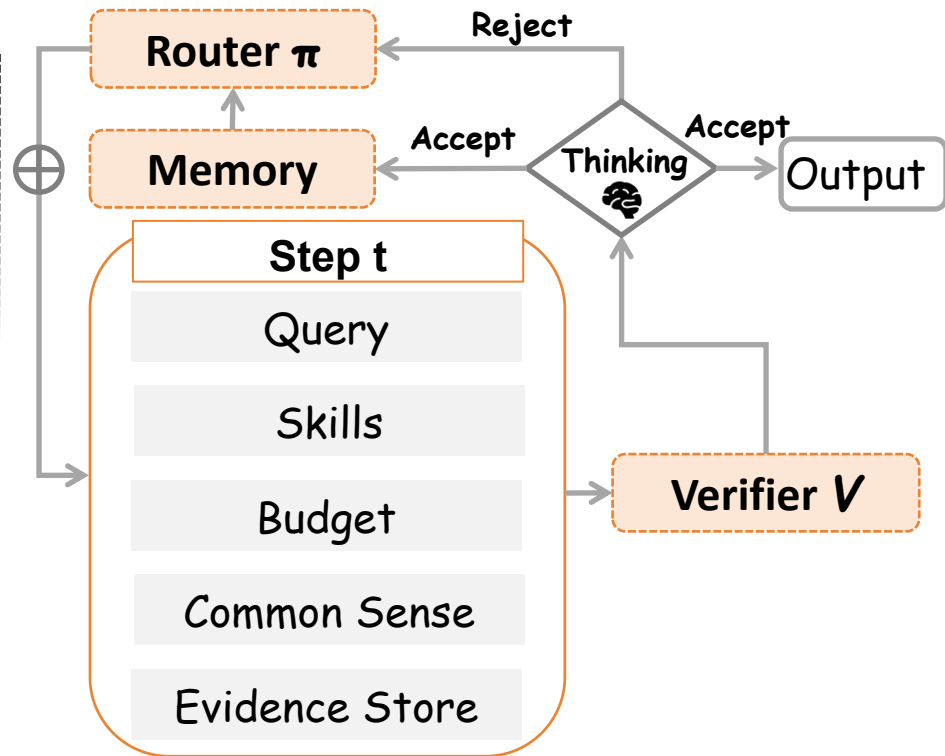 Reject
Router π
Accept
Accept
Memory
Thinking
Output
Step t
Query
Skills
Budget
Verifier V
Common Sense
Evidence Store